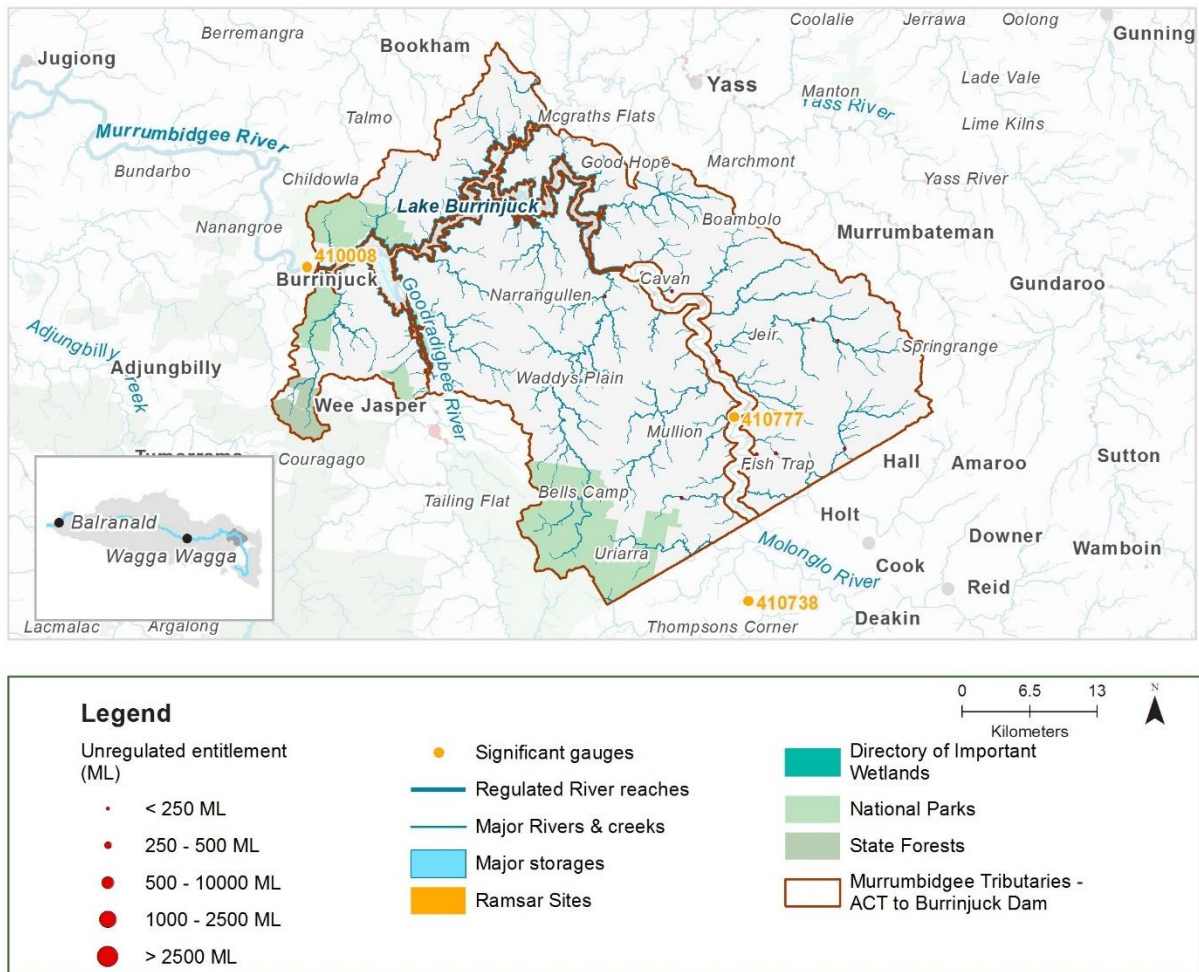 Coolalie
Jerrawa
Oolong
Berremangra
Bookham
Gunning
Jugiong
Yass
Lade Vale
Manton
Yass River
Talmo
Mcgraths Flats
Lime Kilns
Murrumbidgee River
Good Hope
Marchmont
Bundarbo
Childowla
Yass River
Lake Burrinjuck
Nanangroe
Boambolo
Murrumbateman
410008
Burrinjuck
Cavan
Gundaroo
Narrangullen
Goodradigbee River
Adjungbilly Creek
Jeir
Springrange
Adjungbilly
Waddys Plain
Wee Jasper
410777
Mullion
Couragago
Fish Trap
Hall
Amaroo
Sutton
Tailing Flat
Bells Camp
Balranald
Wagga Wagga
Holt
Downer
Wamboin
Uriarra
Molonglo River
Cook
Reid
410738
Deakin
Lacmalac
Argalong
Thompsons Corner
Legend
0 6.5 13
Kilometers
N
Unregulated entitlement
(ML)
< 250 ML
250 - 500 ML
500 - 10000 ML
1000 - 2500 ML
> 2500 ML
Significant gauges
Regulated River reaches
Major Rivers & creeks
Major storages
Ramsar Sites
Directory of Important
Wetlands
National Parks
State Forests
Murrumbidgee Tributaries -
ACT to Burrinjuck Dam